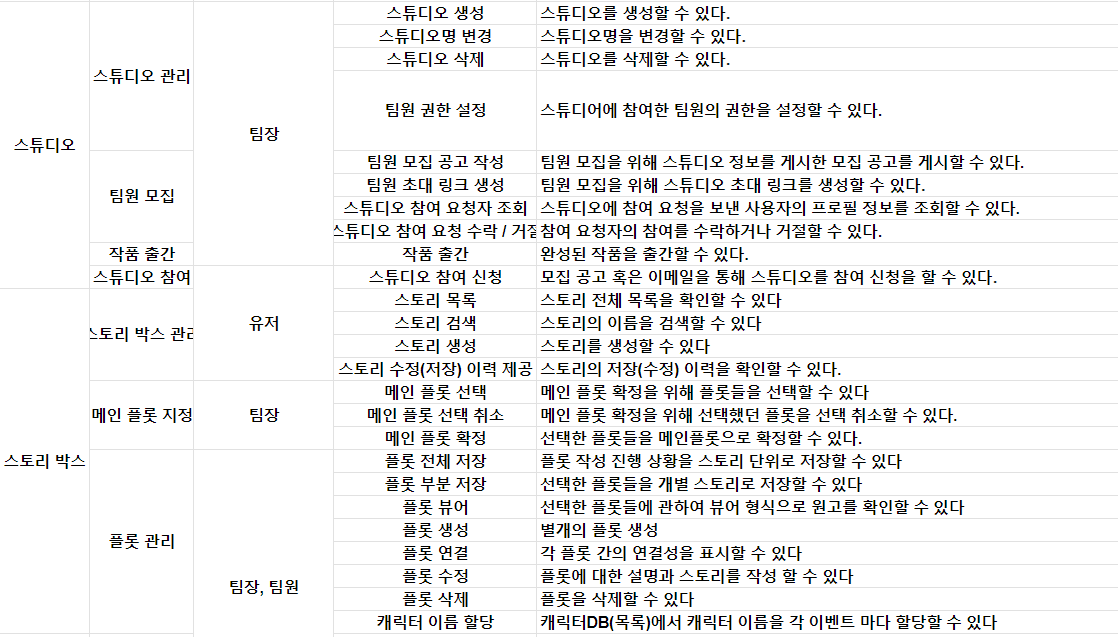 스튜디오 생성 스튜디오를 생성할 수 있다.
스튜디오명 변경 스튜디오명을 변경할 수 있다.
스튜디오 삭제 스튜디오를 삭제할 수 있다.
스튜디오 관리
팀원 권한 설정 스튜디어에 참여한 팀원의 권한을 설정할 수 있다.
팀장
스튜디오
팀원 모집 공고 작성 팀원 모집을 위해 스튜디오 정보를 게시한 모집 공고를 게시할 수 있다.
팀원 초대 링크 생성 팀원 모집을 위해 스튜디오 초대 링크를 생성할 수 있다.
팀원 모집
스튜디오 참여 요청자 조회 스튜디오에 참여 요청을 보낸 사용자의 프로필 정보를 조회할 수 있다.
스튜디오 참여 요청 수락 / 거절 참여 요청자의 참여를 수락하거나 거절할 수 있다.
작품 출간 작품 출간 완성된 작품을 출간할 수 있다.
스튜디오 참여 스튜디오 참여 신청 모집 공고 혹은 이메일을 통해 스튜디오를 참여 신청을 할 수 있다.
스토리 목록 스토리 전체 목록을 확인할 수 있다
유저 스토리 검색 스토리의 이름을 검색할 수 있다
스토리 박스 관리
스토리 생성 스토리를 생성할 수 있다
스토리 수정(저장) 이력 제공 스토리의 저장(수정) 이력을 확인할 수 있다.
메인 플롯 선택 메인 플롯 확정을 위해 플롯들을 선택할 수 있다
메인 플롯 지정 팀장 메인 플롯 선택 취소 메인 플롯 확정을 위해 선택했던 플롯을 선택 취소할 수 있다.
메인 플롯 확정 선택한 플롯들을 메인플롯으로 확정할 수 있다.
스토리 박스 플롯 전체 저장 플롯 작성 진행 상황을 스토리 단위로 저장할 수 있다
플롯 부분 저장 선택한 플롯들을 개별 스토리로 저장할 수 있다
플롯 뷰어 선택한 플롯들에 관하여 뷰어 형식으로 원고를 확인할 수 있다
플롯 생성 별개의 플롯 생성
플롯 관리
플롯 연결 각 플롯 간의 연결성을 표시할 수 있다
플롯 수정 플롯에 대한 설명과 스토리를 작성 할 수 있다
팀장, 팀원
플롯 삭제 플롯을 삭제할 수 있다
캐릭터 이름 할당 캐릭터DB(목록)에서 캐릭터 이름을 각 이벤트 마다 할당할 수 있다